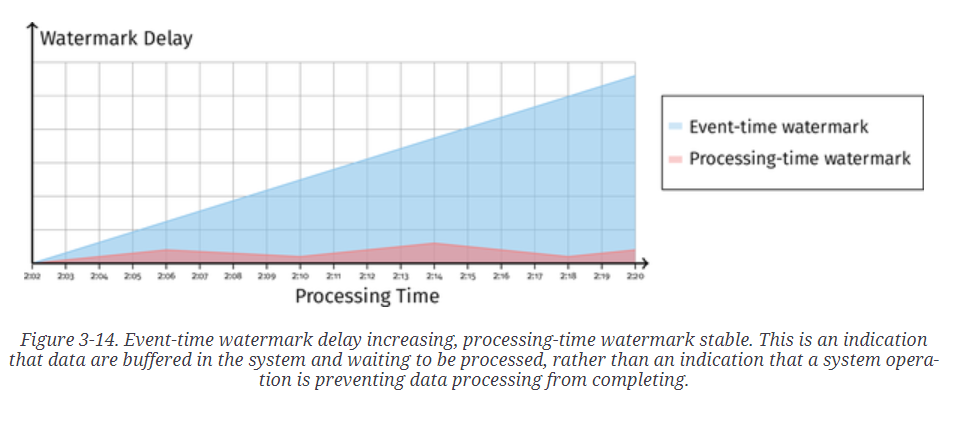 Watermark Delay
Event-time watermark
Processing-time watermark
2:02 2:03 2:04 2:05 2:06 2:07 2:08 2:09 2:10 2:11 2:12 2:13 2:14 2:15 2:16 2:17 2:18 2:19 2:20
Processing Time
Figure 3-14. Event-time watermark delay increasing, processing-time watermark stable. This is an indication
that data are buffered in the system and waiting to be processed, rather than an indication that a system opera-
tion is preventing data processing from completing.